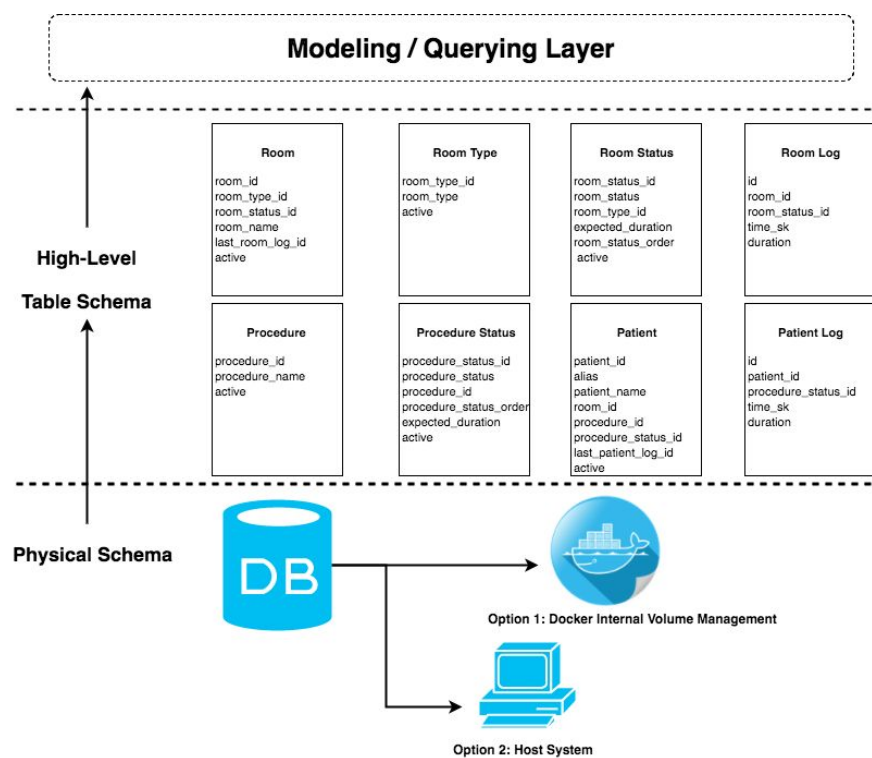 Modeling / Querying Layer
Room
room_id
room_type_id
room_status_id
room_name
last_room_log_id
active
Room Type
room_type_id
room_type
active
Room Status
room_status_id
room_status
room_type_id
expected_duration
room_status_order
active
Room Log
id
room_id
room_status_id
time_sk
duration
High-Level
Table Schema
Procedure
procedure_id
procedure_name
active
Procedure Status
procedure_status_id
procedure_status
procedure_id
procedure_status_order
expected_duration
active
Patient
patient_id
alias
patient_name
room_id
procedure_id
procedure_status_id
last_patient_log_id
active
Patient Log
id
patient_id
procedure_status_id
time_sk
duration
Physical Schema
DB
Option 1: Docker Internal Volume Management
Option 2: Host System